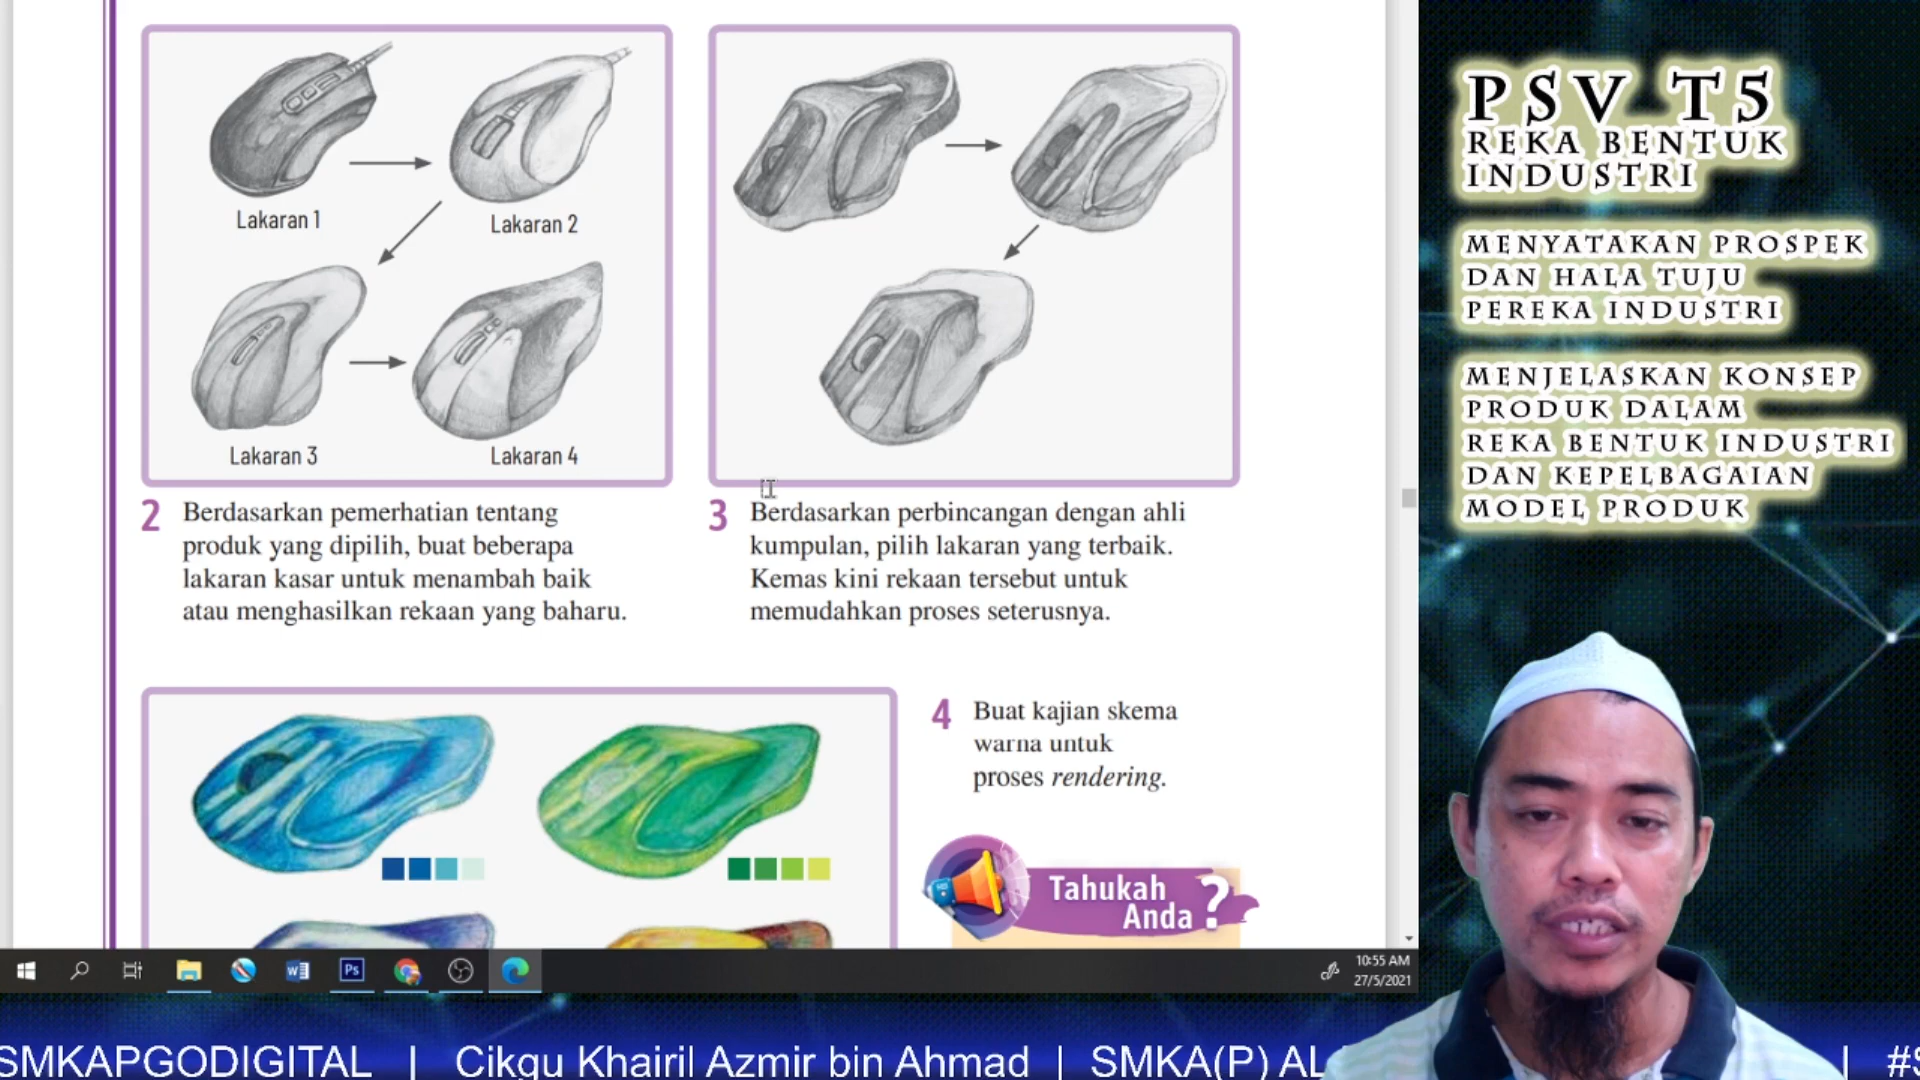 Lakaran 1
Lakaran 2
Lakaran 3
Lakaran 4
2 Berdasarkan pemerhatian tentang
produk yang dipilih, buat beberapa
lakaran kasar untuk menambah baik
atau menghasilkan rekaan yang baharu.
3 Berdasarkan perbincangan dengan ahli
kumpulan, pilih lakaran yang terbaik.
Kemas kini rekaan tersebut untuk
memudahkan proses seterusnya.
4 Buat kajian skema
warna untuk
proses rendering.
Tahukah
Anda ?
PSV T5
REKA BENTUK
INDUSTRI
MENYATAKAN PROSPEK
DAN HALA TUJU
PEREKA INDUSTRI
MENJELASKAN KONSEP
PRODUK DALAM
REKA BENTUK INDUSTRI
DAN KEPELBAGAIAN
MODEL PRODUK
Ps
10:55 AM
27/5/2021
SMKAPGODIGITAL | Cikgu Khairil Azmir bin Ahmad | SMKA(P) AL | #S